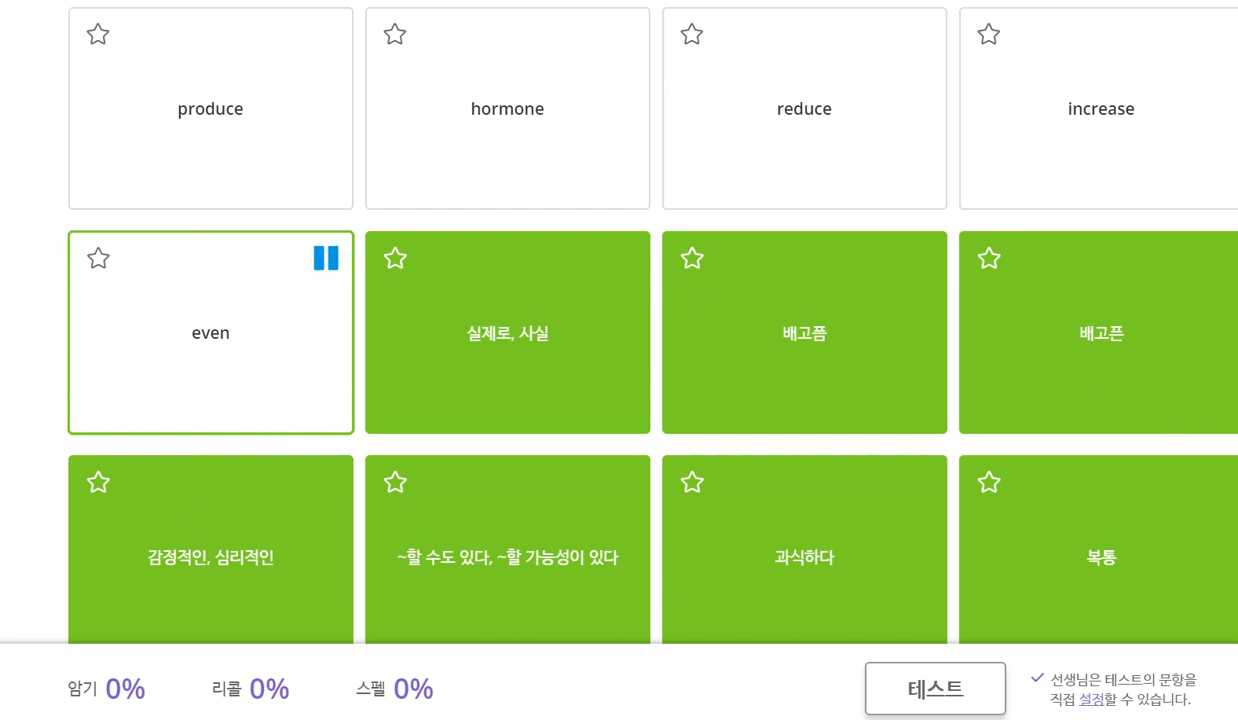 produce
hormone
reduce
increase
even
실제로, 사실
배고픔
배고픈
감정적인, 심리적인
~할 수도 있다, ~할 가능성이 있다
과식하다
복통
암기 0%
리콜 0%
스펠 0%
테스트
선생님은 테스트의 문항을
직접 설정할 수 있습니다.